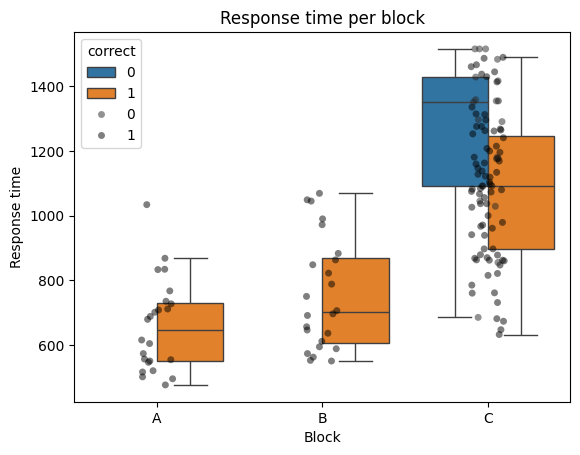 Response time per block
correct
0
1
0
1
1400
1200
1000
800
600
Response time
A
B
C
Block